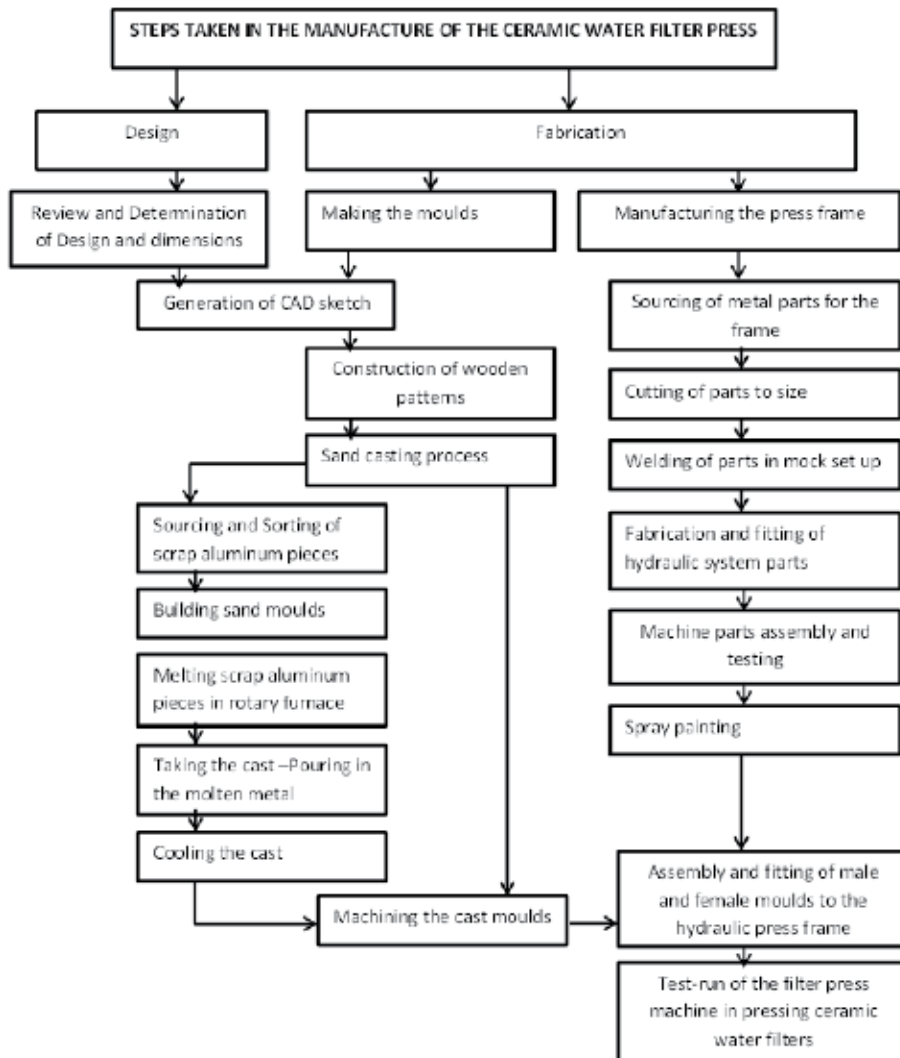 STEPS TAKEN IN THE MANUFACTURE OF THE CERAMIC WATER FILTER PRESS
Design
Fabrication
Review and Determination
of Design and dimensions
Making the moulds
Manufacturing the press frame
Generation of CAD sketch
Sourcing of metal parts for the
frame
Construction of wooden
patterns
Cutting of parts to size
Sand casting process
Welding of parts in mock set up
Sourcing and Sorting of
scrap aluminum pieces
Fabrication and fitting of
hydraulic system parts
Building sand moulds
Machine parts assembly and
testing
Melting scrap aluminum
pieces in rotary furnace
Spray painting
Taking the cast –Pouring in
the molten metal
Cooling the cast
Machining the cast moulds
Assembly and fitting of male
and female moulds to the
hydraulic press frame
Test-run of the filter press
machine in pressing ceramic
water filters